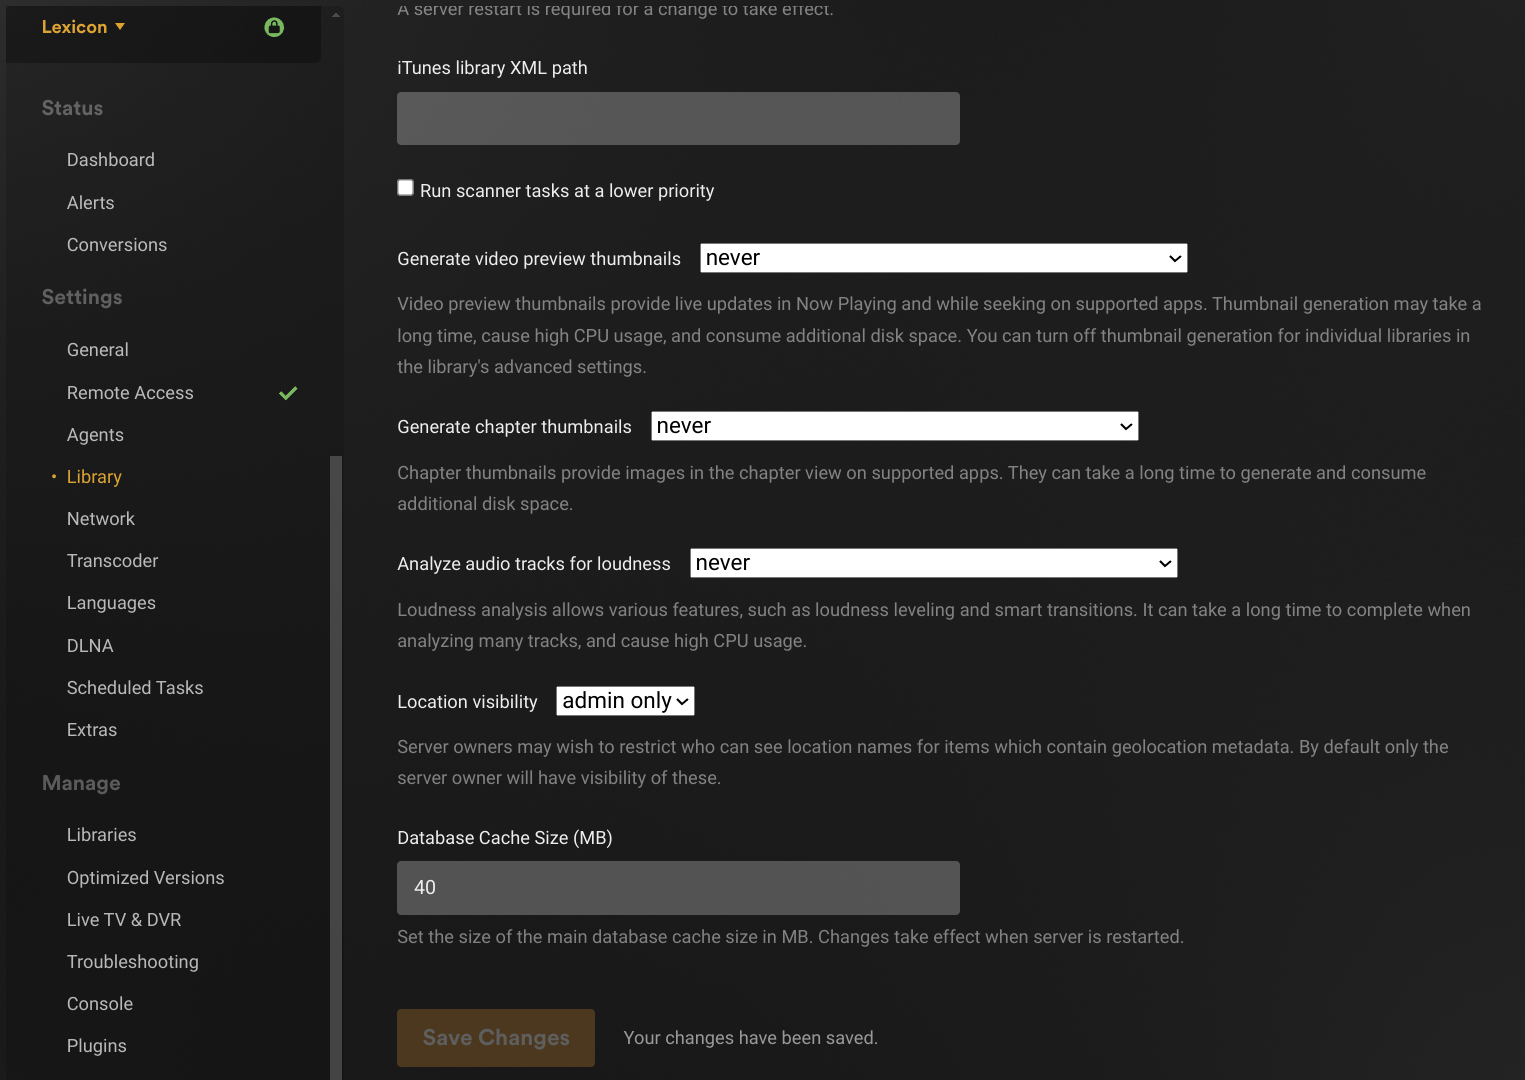 Lexicon
Status
Dashboard
Alerts
Conversions
Settings
General
Remote Access
Agents
Library
Network
Transcoder
Languages
DLNA
Scheduled Tasks
Extras
Manage
Libraries
Optimized Versions
Live TV & DVR
Troubleshooting
Console
Plugins
A server restart is required for a change to take effect.
iTunes library XML path
Run scanner tasks at a lower priority
Generate video preview thumbnails never
Video preview thumbnails provide live updates in Now Playing and while seeking on supported apps. Thumbnail generation may take a
long time, cause high CPU usage, and consume additional disk space. You can turn off thumbnail generation for individual libraries in
the library's advanced settings.
Generate chapter thumbnails never
Chapter thumbnails provide images in the chapter view on supported apps. They can take a long time to generate and consume
additional disk space.
Analyze audio tracks for loudness never
Loudness analysis allows various features, such as loudness leveling and smart transitions. It can take a long time to complete when
analyzing many tracks, and cause high CPU usage.
Location visibility admin only
Server owners may wish to restrict who can see location names for items which contain geolocation metadata. By default only the
server owner will have visibility of these.
Database Cache Size (MB)
40
Set the size of the main database cache size in MB. Changes take effect when server is restarted.
Save Changes Your changes have been saved.